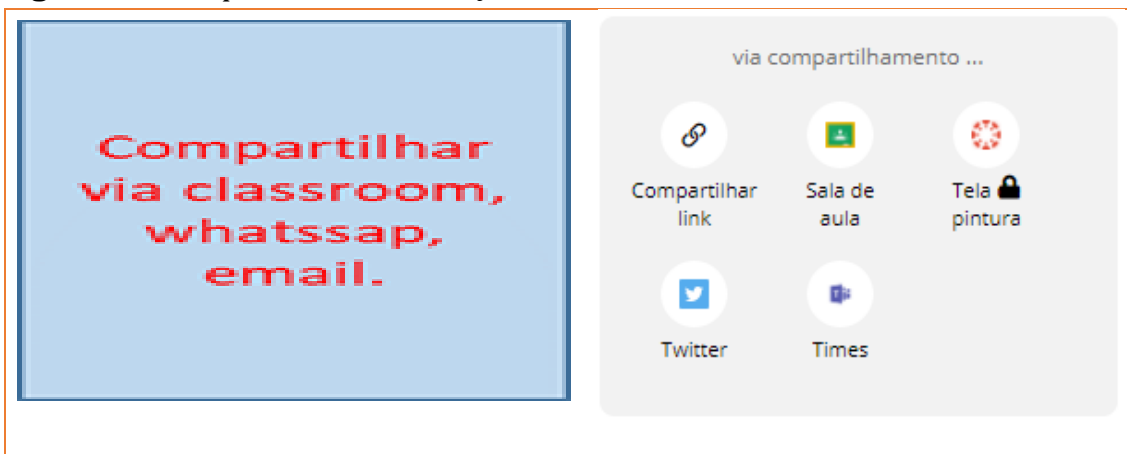 Compartilhar
via classroom,
whatssap,
email.
via compartilhamento ...
Compartilhar
link
Sala de
aula
Tela
pintura
Twitter
Times